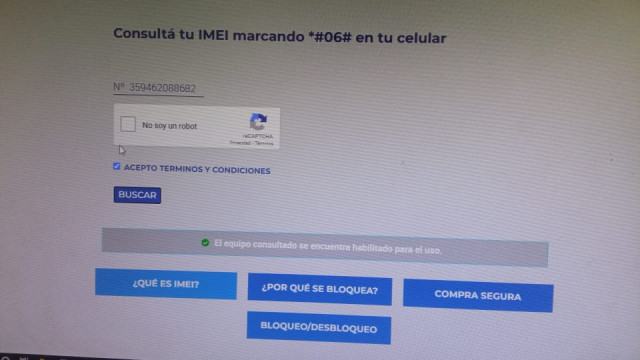 Consultá tu IMEI marcando *#06# en tu celular
Nº 359462088682
No soy un robot
reCAPTCHA
Privacidad - Términos
ACEPTO TERMINOS Y CONDICIONES
BUSCAR
El equipo consultado se encuentra habilitado para el uso.
¿QUÉ ES IMEI?
¿POR QUÉ SE BLOQUEA?
COMPRA SEGURA
BLOQUEO/DESBLOQUEO